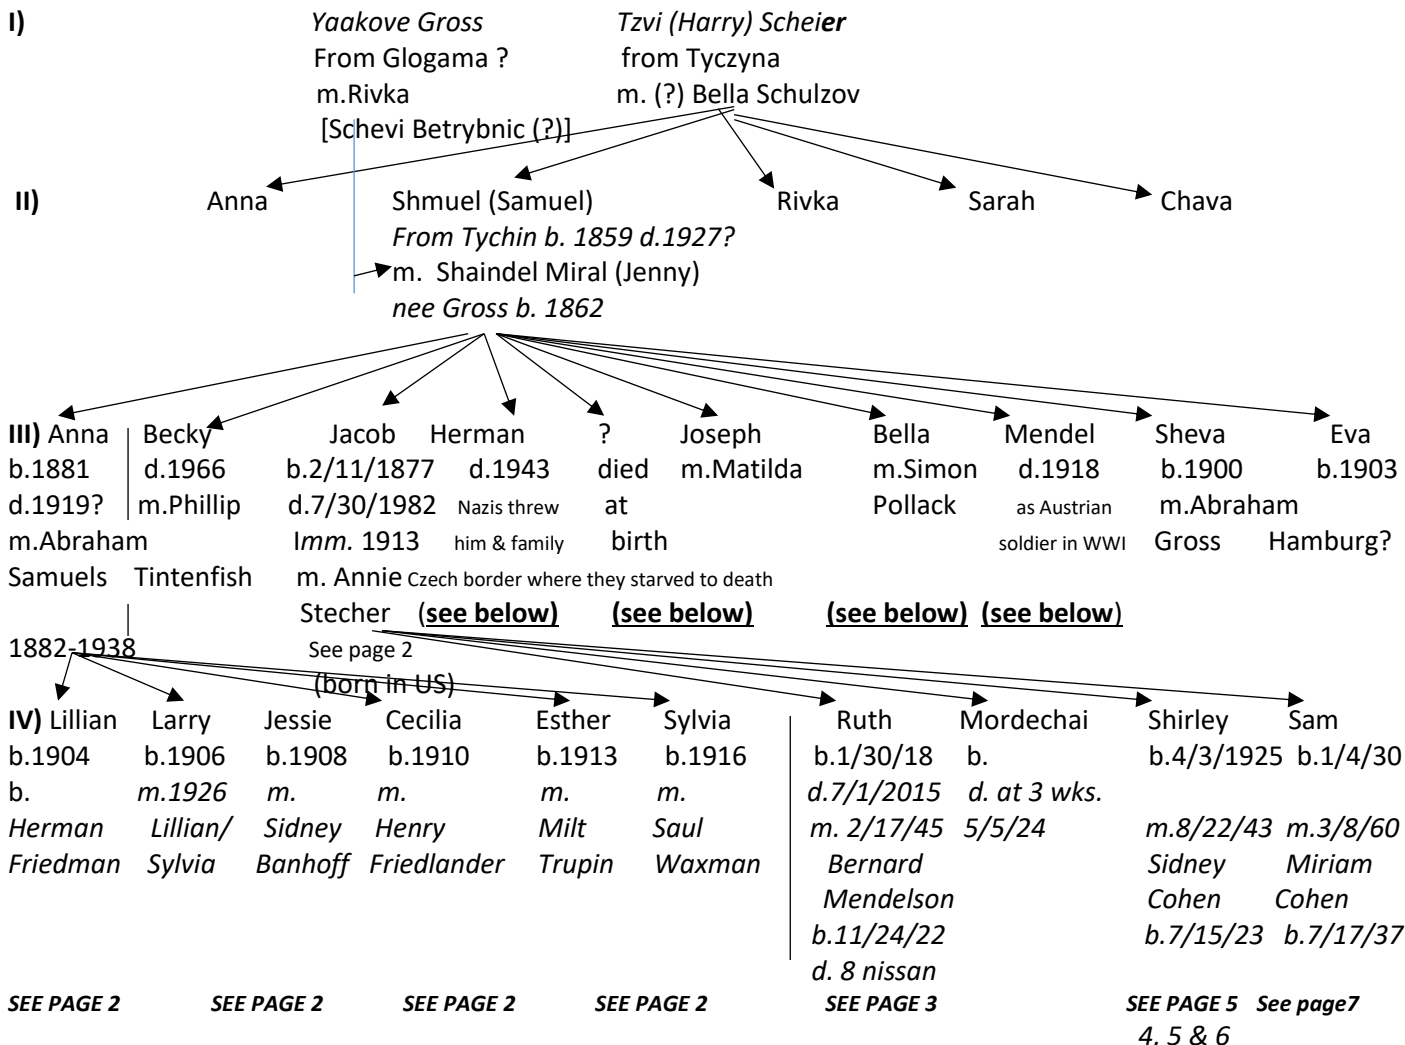 I) Yaakove Gross Tzvi (Harry) Scheier
From Glogama ? from Tyczyna
m.Rivka m. (?) Bella Schulzov
[Schevi Betrybnic (?)]
II) Anna Shmuel (Samuel) Rivka Sarah Chava
From Tychin b. 1859 d.1927?
m. Shaindel Miral (Jenny)
nee Gross b. 1862
III) Anna Becky Jacob Herman ? Joseph Bella Mendel Sheva Eva
b.1881 d.1966 b.2/11/1877 d.1943 died m.Matilda m.Simon d.1918 b.1900 b.1903
d.1919? m.Phillip d.7/30/1982 Nazis threw at Pollack as Austrian m.Abraham
m.Abraham Imm. 1913 him & family birth soldier in WWI Gross Hamburg?
Samuels Tintenfish m. Annie Czech border where they starved to death
Stecher (see below) (see below) (see below) (see below)
1882-1938 See page 2
(born in US)
IV) Lillian Larry Jessie Cecilia Esther Sylvia Ruth Mordechai Shirley Sam
b.1904 b.1906 b.1908 b.1910 b.1913 b.1916 b.1/30/18 b. b.4/3/1925 b.1/4/30
b. m.1926 m. m. m. m. d.7/1/2015 d. at 3 wks.
Herman Lillian/ Sidney Henry Milt Saul m. 2/17/45 5/5/24 m.8/22/43 m.3/8/60
Friedman Sylvia Banhoff Friedlander Trupin Waxman Bernard Sidney Miriam
Mendelson Cohen Cohen
b.11/24/22 b.7/15/23 b.7/17/37
d. 8 nissan
SEE PAGE 2 SEE PAGE 2 SEE PAGE 2 SEE PAGE 2 SEE PAGE 3 SEE PAGE 5 See page7
4, 5 & 6